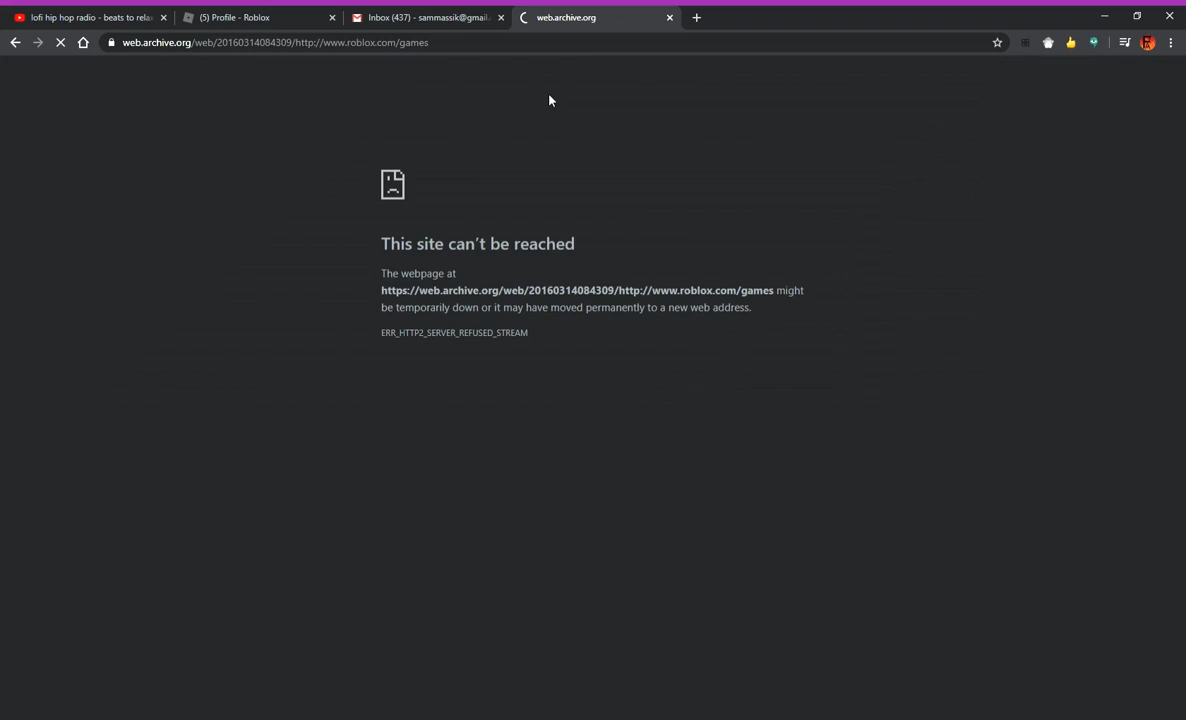 lofi hip hop radio - beats to rela
(5) Profile - Roblox
Inbox (437) - sammassik@gmail.
web.archive.org
web.archive.org/web/20160314084309/http://www.roblox.com/games
This site can't be reached
The webpage at
https://web.archive.org/web/20160314084309/http://www.roblox.com/games might
be temporarily down or it may have moved permanently to a new web address.
ERR_HTTP2_SERVER_REFUSED_STREAM